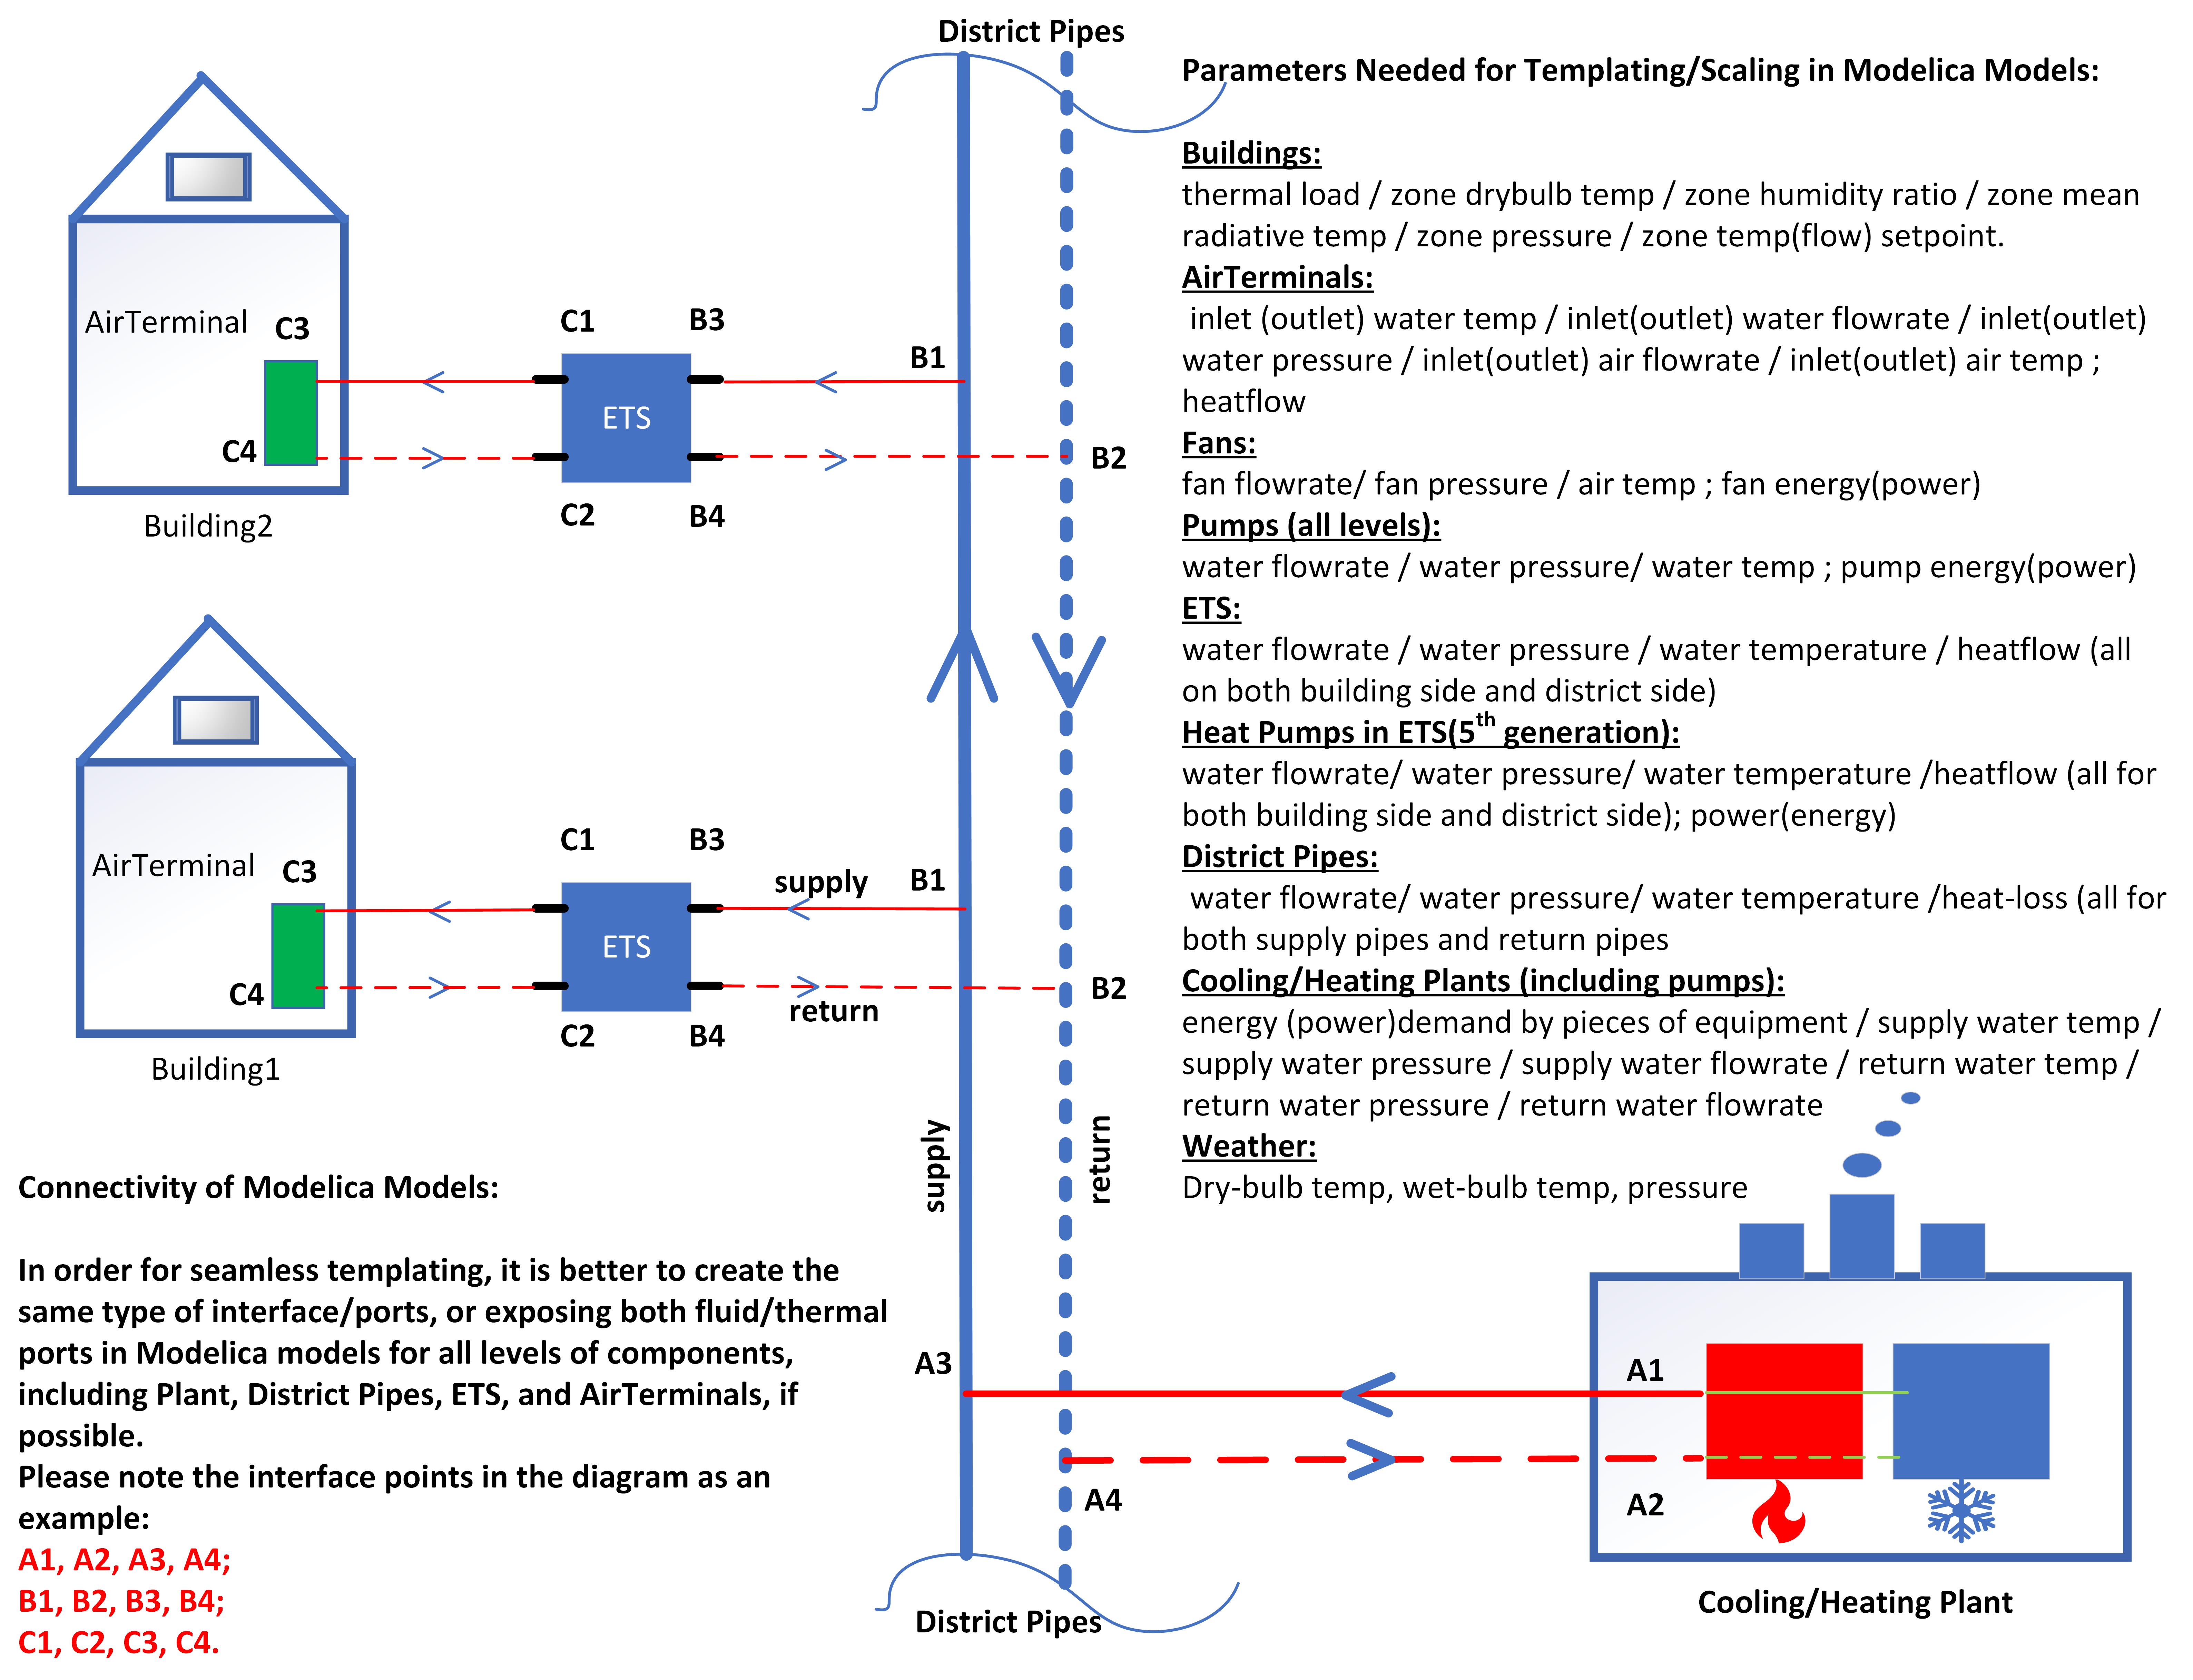 District Pipes
Parameters Needed for Templating/Scaling in Modelica Models:
Buildings:
thermal load / zone drybulb temp / zone humidity ratio / zone mean
radiative temp / zone pressure / zone temp(flow) setpoint.
AirTerminals:
inlet (outlet) water temp / inlet(outlet) water flowrate / inlet(outlet)
water pressure / inlet(outlet) air flowrate / inlet(outlet) air temp ;
heatflow
Fans:
fan flowrate/ fan pressure / air temp ; fan energy(power)
Pumps (all levels):
water flowrate / water pressure/ water temp ; pump energy(power)
ETS:
water flowrate / water pressure / water temperature / heatflow (all
on both building side and district side)
Heat Pumps in ETS(5th generation):
water flowrate/ water pressure/ water temperature /heatflow (all for
both building side and district side); power(energy)
District Pipes:
water flowrate/ water pressure/ water temperature /heat-loss (all for
both supply pipes and return pipes
Cooling/Heating Plants (including pumps):
energy (power)demand by pieces of equipment / supply water temp /
supply water pressure / supply water flowrate / return water temp /
return water pressure / return water flowrate
Weather:
Dry-bulb temp, wet-bulb temp, pressure
AirTerminal
C3
C4
Building2
C1
B3
ETS
C2
B4
B1
B2
AirTerminal
C3
C4
Building1
C1
B3
ETS
C2
B4
supply
return
B1
B2
supply
return
A3
A4
A1
A2
Cooling/Heating Plant
District Pipes
Connectivity of Modelica Models:
In order for seamless templating, it is better to create the
same type of interface/ports, or exposing both fluid/thermal
ports in Modelica models for all levels of components,
including Plant, District Pipes, ETS, and AirTerminals, if
possible.
Please note the interface points in the diagram as an
example:
A1, A2, A3, A4;
B1, B2, B3, B4;
C1, C2, C3, C4.